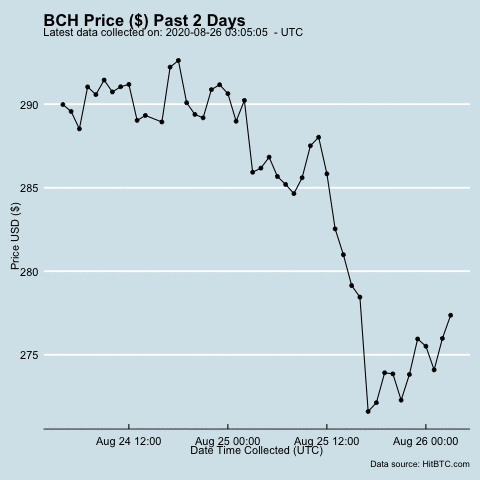 BCH Price ($) Past 2 Days
Latest data collected on: 2020-08-26 03:05:05 - UTC
290
285
280
275
Price USD ($)
Aug 24 12:00 Aug 25 00:00 Aug 25 12:00 Aug 26 00:00
Date Time Collected (UTC)
Data source: HitBTC.com